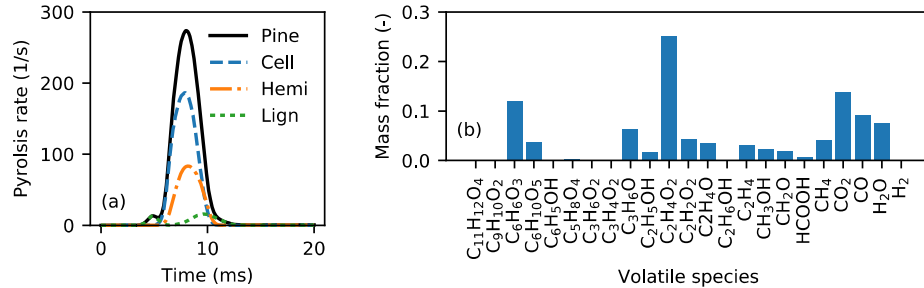 300
200
100
0
Pyrolsis rate (1/s)
Pine
Cell
Hemi
Lign
(a)
0
10
20
Time (ms)
0.3
0.2
0.1
0.0
Mass fraction (-)
(b)
C₁₁H₁₂O₄
C₉H₁₀O₂
C₆H₆O₃
C₆H₁₀O₅
C₆H₅OH
C₅H₈O₄
C₃H₆O₂
C₃H₄O₂
C₃H₆O
C₂H₅OH
C₂H₄O₂
C₂H₂O₂
C2H₄O
C₂H₆OH
C₂H₄
CH₃OH
CH₂O
HCOOH
CH₄
CO₂
CO
H₂O
H₂
Volatile species